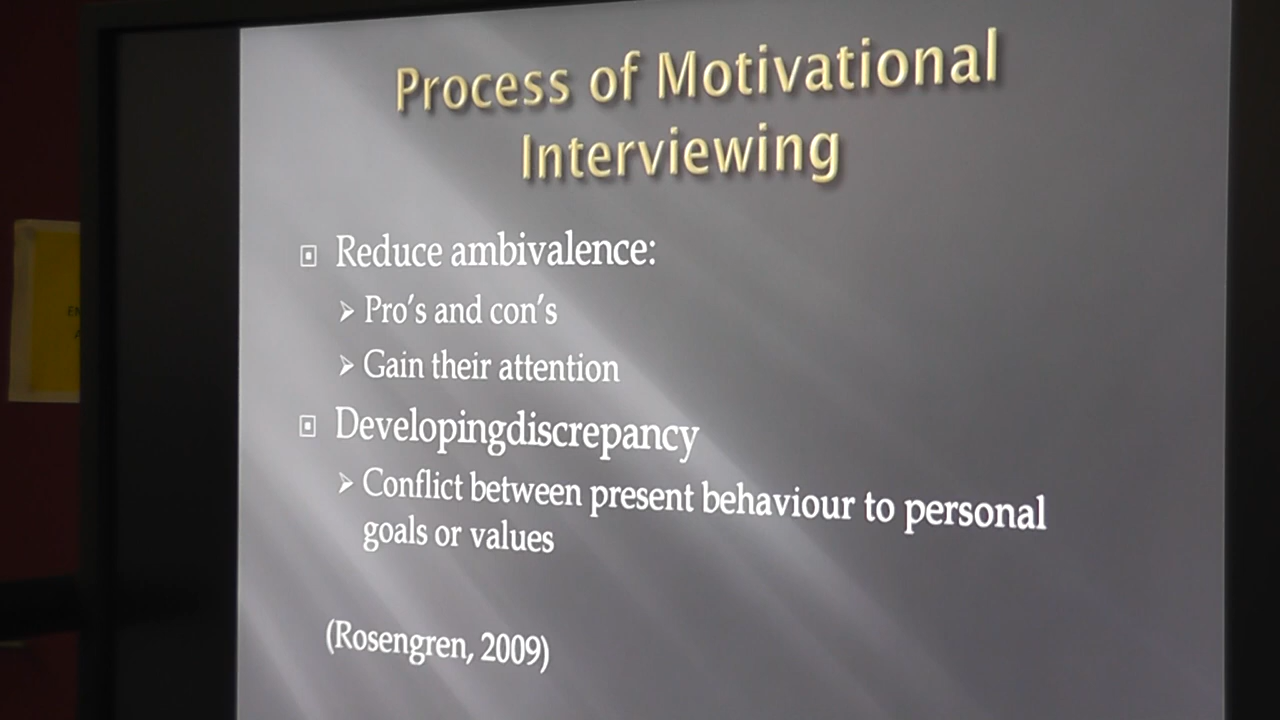 Process of Motivational
Interviewing
Reduce ambivalence:
Pro's and con's
Gain their attention
Developingdiscrepancy
Conflict between present behaviour to personal
goals or values
(Rosengren, 2009)